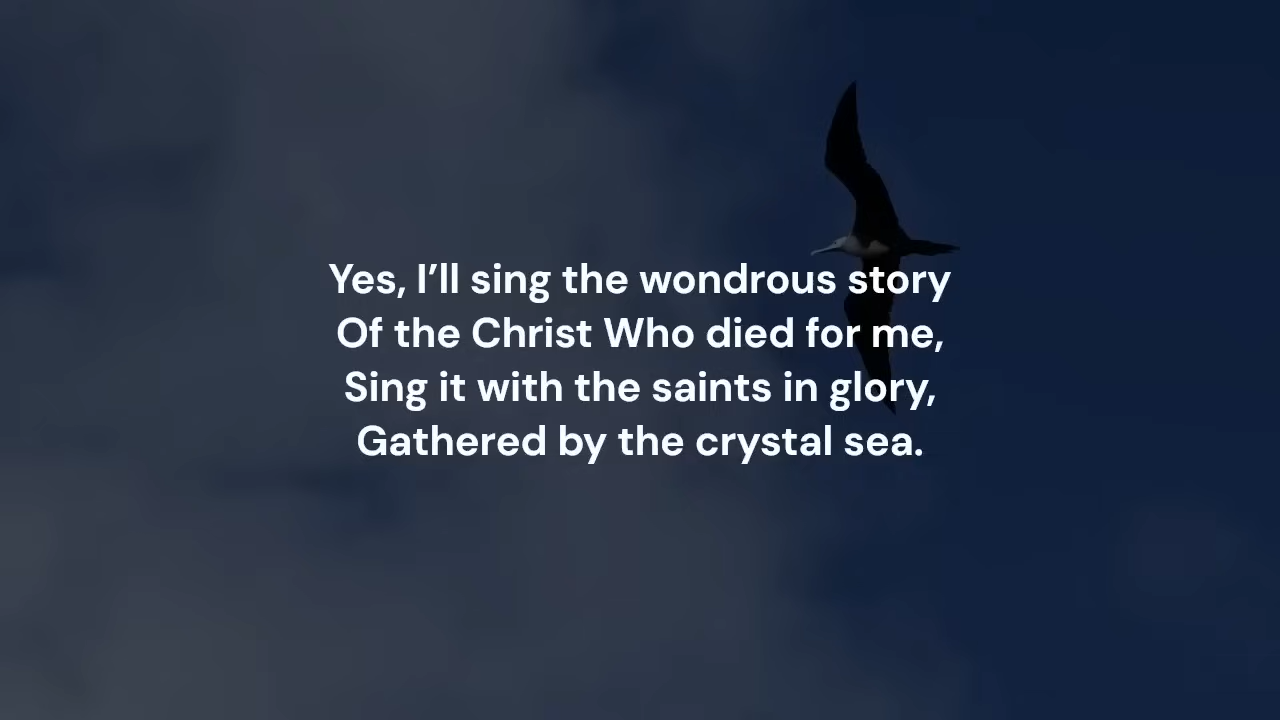 Yes, I’ll sing the wondrous story
Of the Christ Who died for me,
Sing it with the saints in glory,
Gathered by the crystal sea.